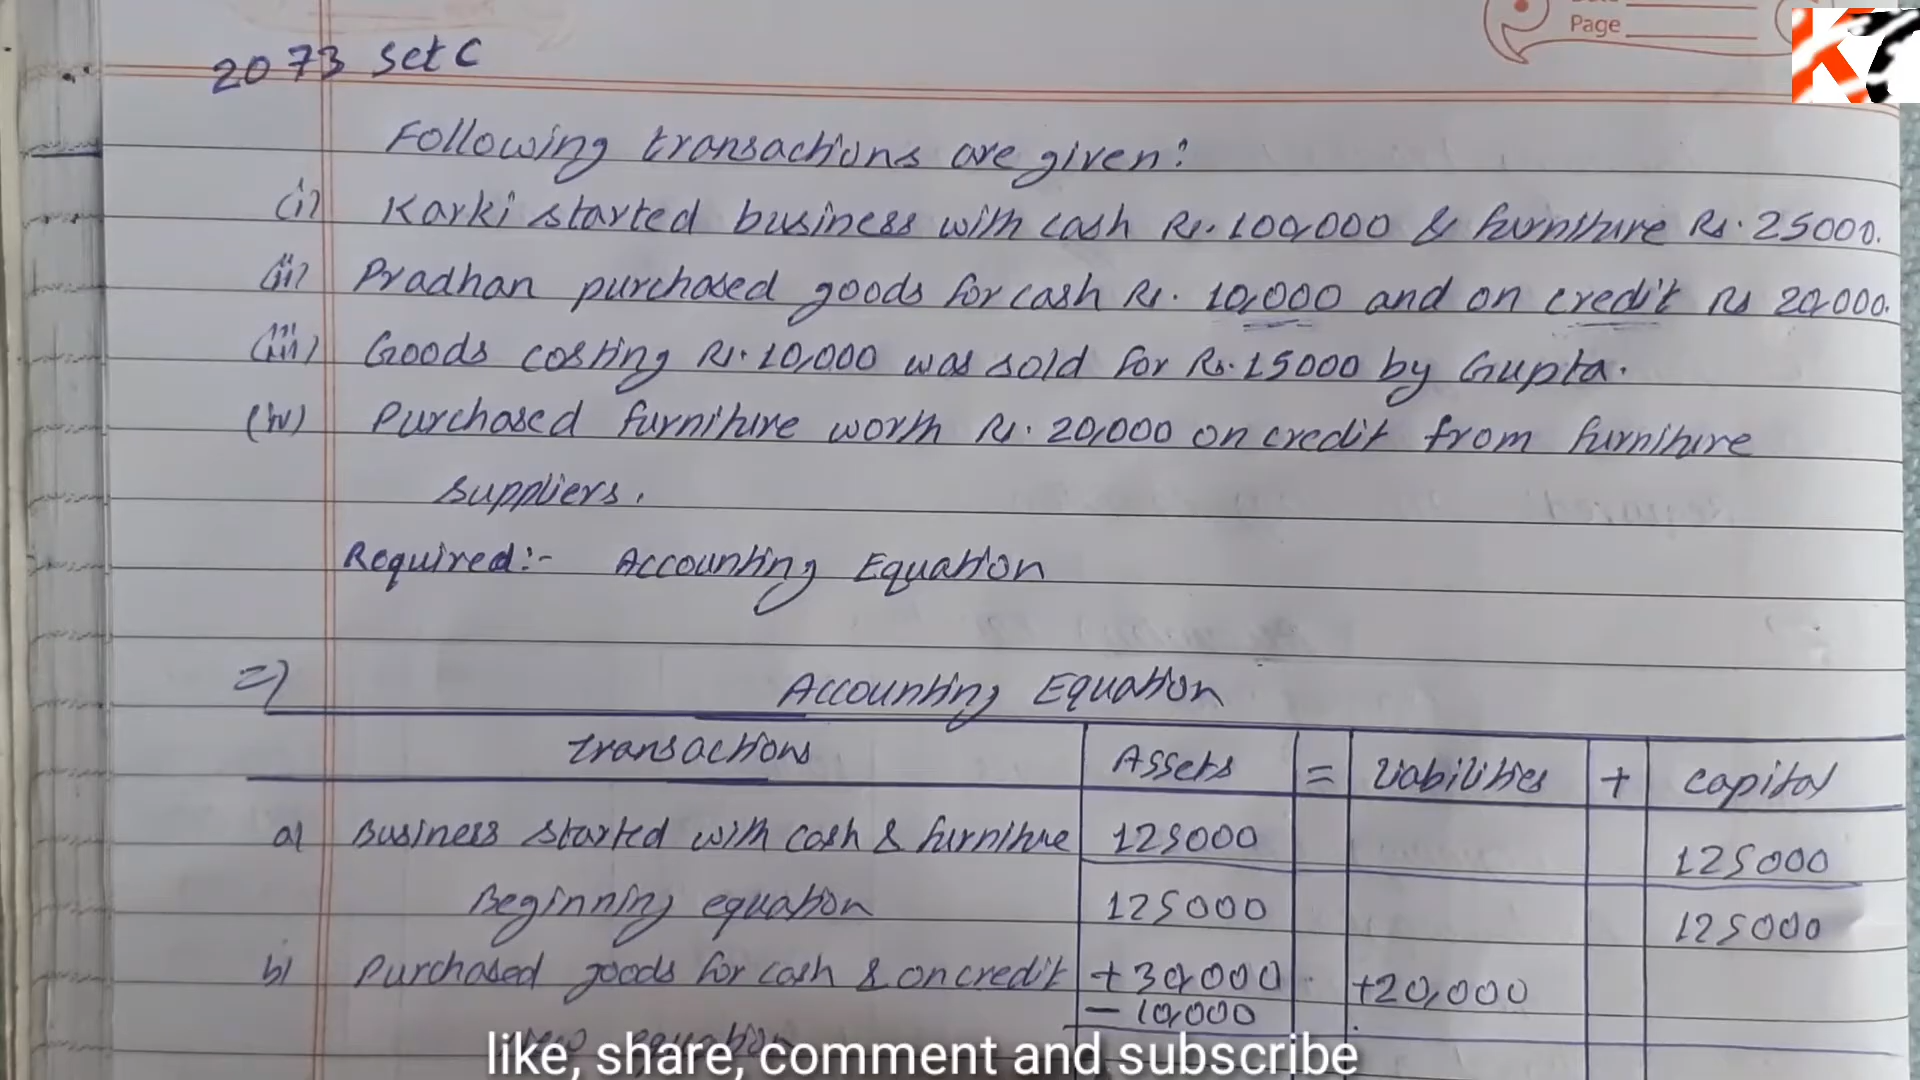 Page
2073 Set C
Following transactions are given:
(i) Karki started business with cash Rs. 100,000 & furniture Rs. 25000.
(ii) Pradhan purchased goods for cash Rs. 10,000 and on credit Rs 20,000.
(iii) Goods costing Rs. 10,000 was sold for Rs. 15000 by Gupta.
(iv) Purchased furniture worth Rs. 20,000 on credit from furniture
suppliers.
Required:- Accounting Equation
=> Accounting Equation
transactions Assets = Liabilities + capital
a) Business started with cash & furniture 125000 125000
Beginning equation 125000 125000
b) Purchased goods for cash & on credit +30,000 +20,000
- 10,000
New equation
like, share, comment and subscribe